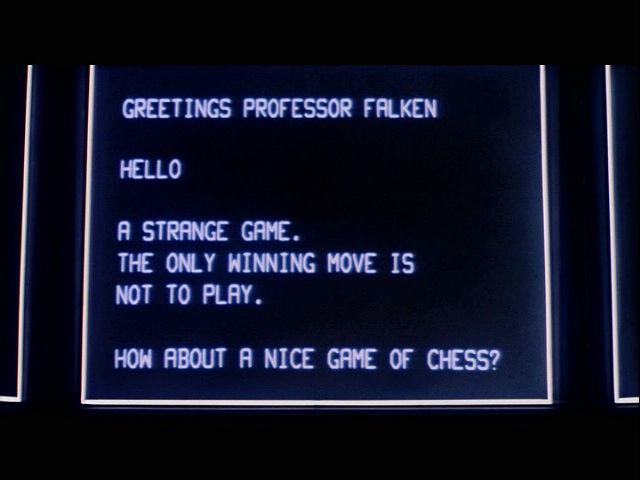 GREETINGS PROFESSOR FALKEN
HELLO
A STRANGE GAME.
THE ONLY WINNING MOVE IS
NOT TO PLAY.
HOW ABOUT A NICE GAME OF CHESS?